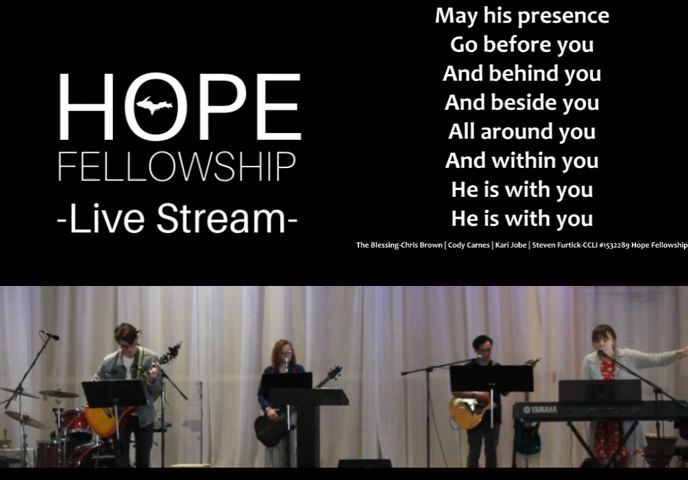 HOPE
FELLOWSHIP
-Live Stream-
May his presence
Go before you
And behind you
And beside you
All around you
And within you
He is with you
He is with you
The Blessing-Chris Brown | Cody Carnes | Kari Jobe | Steven Furtick-CCLI #1532289 Hope Fellowship
YAMAHA